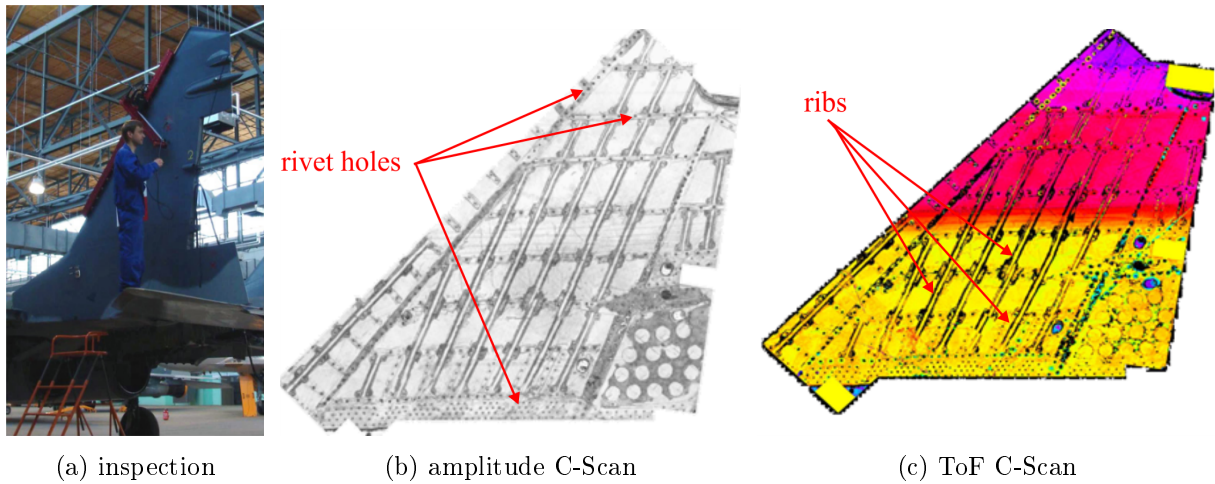 rivet holes
ribs
(a) inspection
(b) amplitude C-Scan
(c) ToF C-Scan